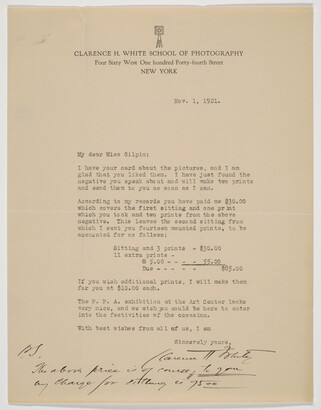 CLARENCE H. WHITE SCHOOL OF PHOTOGRAPHY
Four Sixty West One hundred Forty-fourth Street
NEW YORK
Nov. 1, 1921.
My dear Miss Gilpin:
I have your card about the pictures, and I am
glad that you liked them. I have just found the
negative you speak about and will make two prints
and send them to you as soon as I can.
According to my records you have paid me $30.00
which covers the first sitting and one print
which you took and two prints from the above
negative. This leaves the second sitting from
which I sent you fourteen mounted prints, to be
accounted for as follows:
Sitting and 3 prints - $30.00
11 extra prints -
@ 5.00 - - - - 55.00
Due - - - $85.00
If you wish additional prints, I will make them
for you at $10.00 each.
The P. P. A. exhibition at the Art Center looks
very nice, and we wish you could be here to enter
into the festivities of the occasion.
With best wishes from all of us, I am
Sincerely yours,
Clarence H White
P.S.
The above price is of course to you
my charge for sitting is 75.00